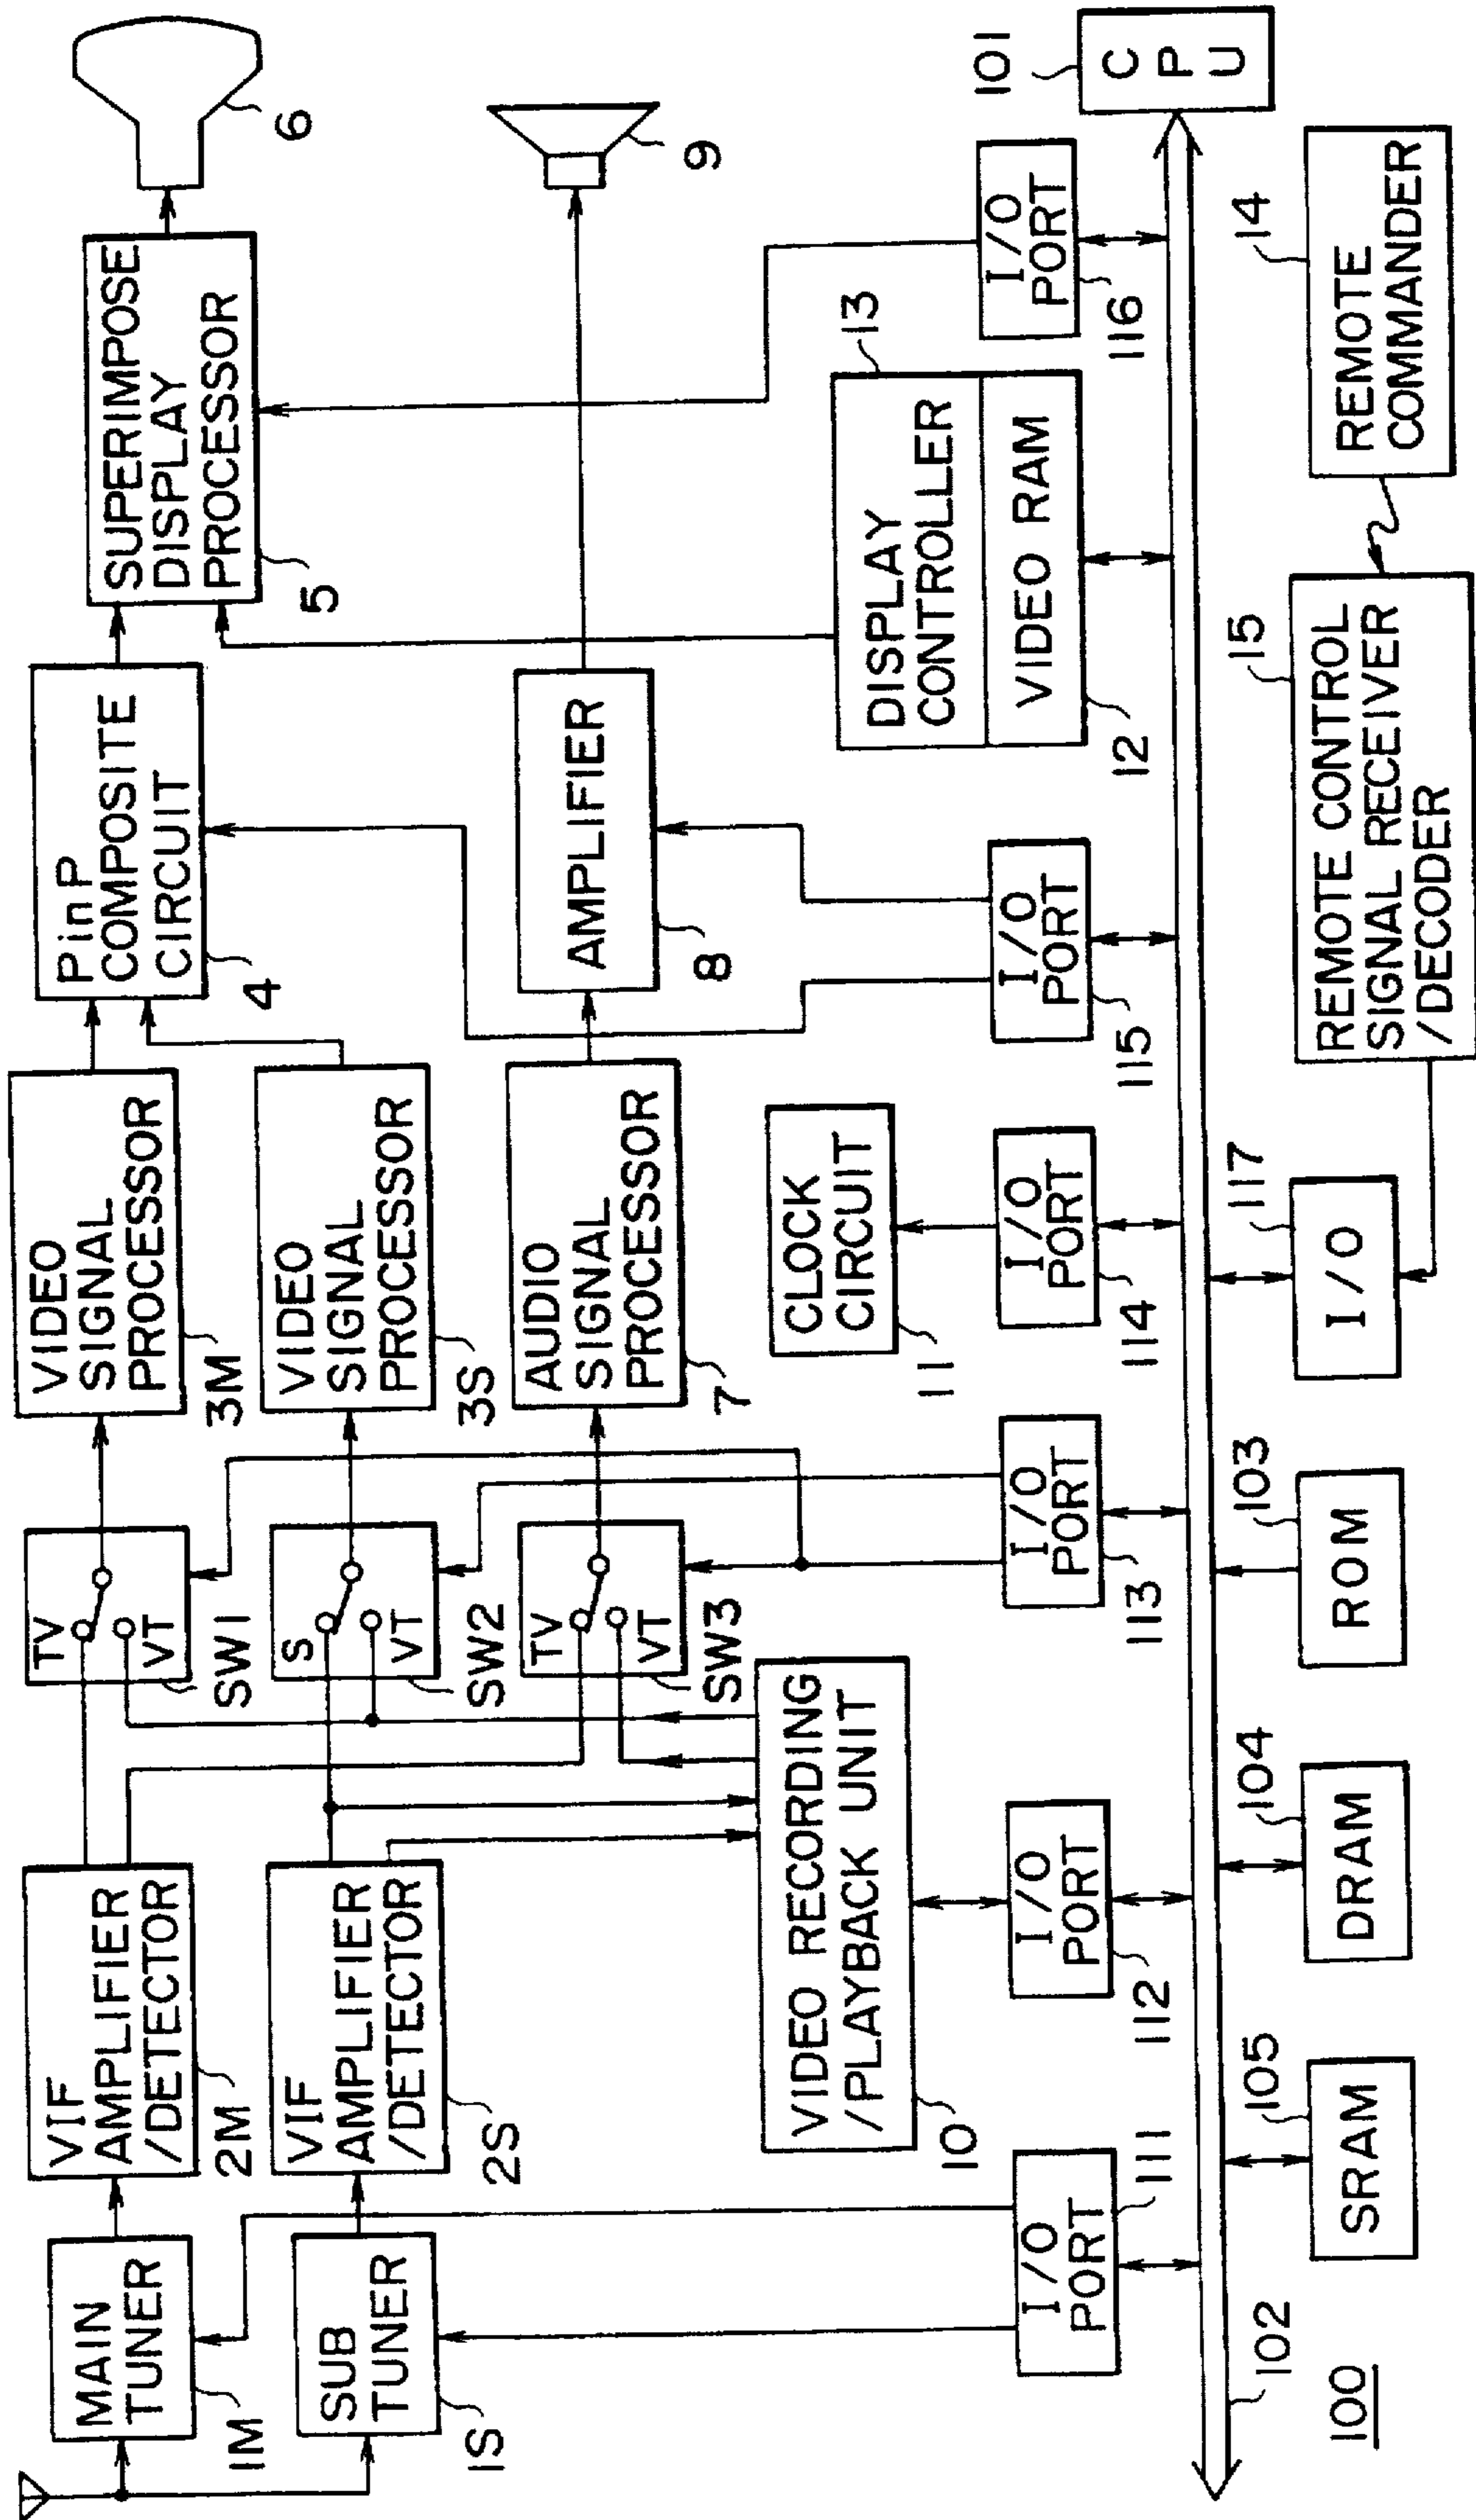 MAIN
TUNER
1M
SUB
TUNER
1S
VIF
AMPLIFIER
/DETECTOR
2M
VIF
AMPLIFIER
/DETECTOR
2S
TV
VT
SW1
S
VT
SW2
TV
VT
SW3
VIDEO
SIGNAL
PROCESSOR
3M
VIDEO
SIGNAL
PROCESSOR
3S
AUDIO
SIGNAL
PROCESSOR
7
PinP
COMPOSITE
CIRCUIT
4
SUPERIMPOSE
DISPLAY
PROCESSOR
5
6
AMPLIFIER
8
9
VIDEO RECORDING
/PLAYBACK UNIT
10
CLOCK
CIRCUIT
11
DISPLAY
CONTROLLER
13
VIDEO RAM
12
I/O
PORT
111
I/O
PORT
112
I/O
PORT
113
I/O
PORT
114
I/O
PORT
115
I/O
PORT
116
CPU
101
102
100
SRAM
105
DRAM
104
ROM
103
I/O
117
REMOTE CONTROL
SIGNAL RECEIVER
/DECODER
15
REMOTE
COMMANDER
14